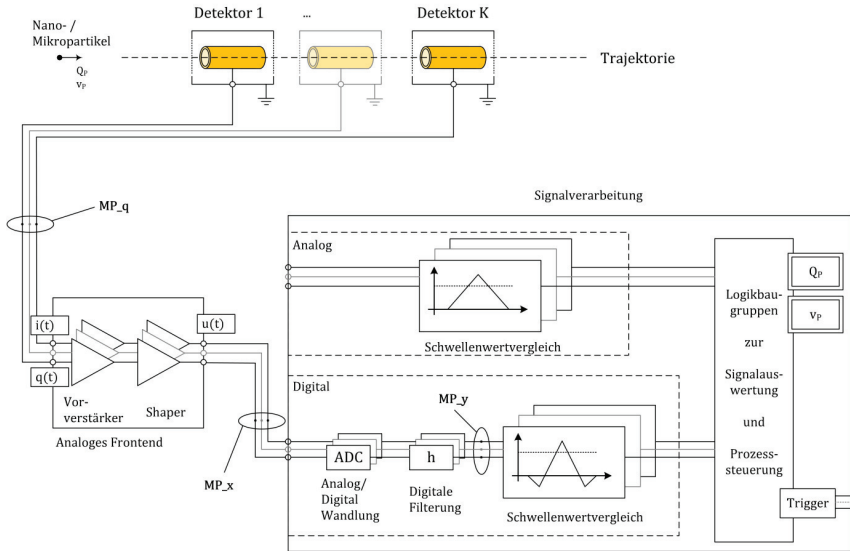 Detektor 1
...
Detektor K
Nano- /
Mikropartikel
Qₚ
vₚ
Trajektorie
MP_q
Signalverarbeitung
Analog
Schwellenwertvergleich
Logikbau-
gruppen
zur
Signalaus-
wertung
und
Prozess-
steuerung
Qₚ
vₚ
i(t)
u(t)
q(t)
Vor-
verstärker
Shaper
Analoges Frontend
MP_x
Digital
MP_y
ADC
h
Analog/
Digital
Wandlung
Digitale
Filterung
Schwellenwertvergleich
Trigger